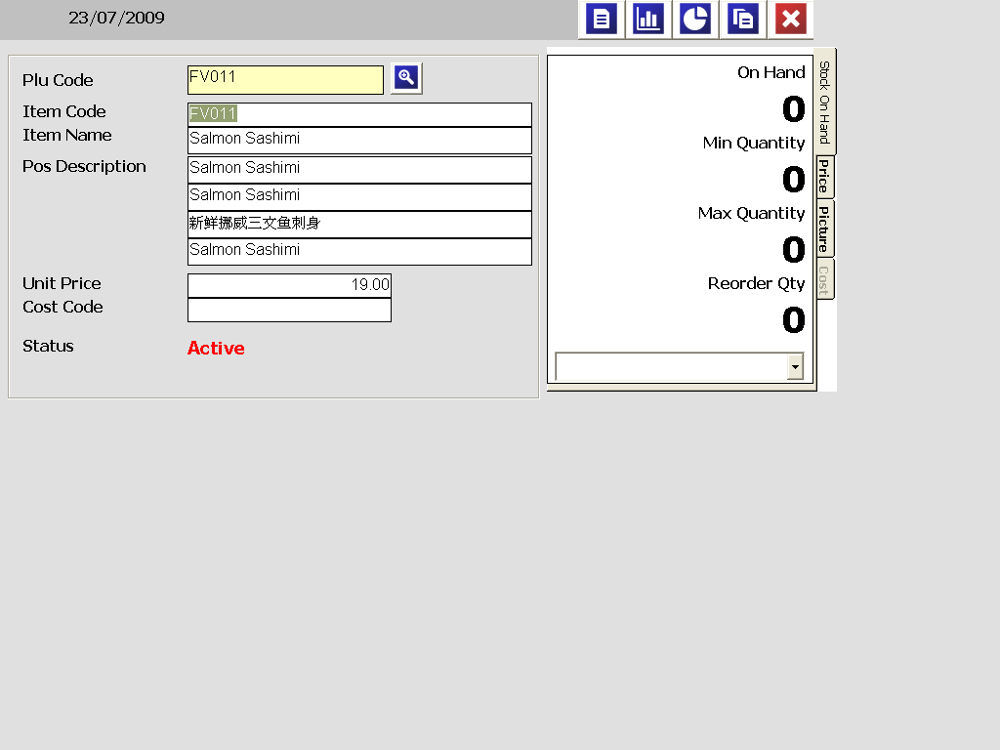 23/07/2009
Plu Code
FV011
Item Code
FV011
Item Name
Salmon Sashimi
Pos Description
Salmon Sashimi
Salmon Sashimi
新鲜挪威三文鱼刺身
Salmon Sashimi
Unit Price
19.00
Cost Code
Status
Active
On Hand
0
Min Quantity
0
Max Quantity
0
Reorder Qty
0
Stock On Hand
Price
Picture
Cost